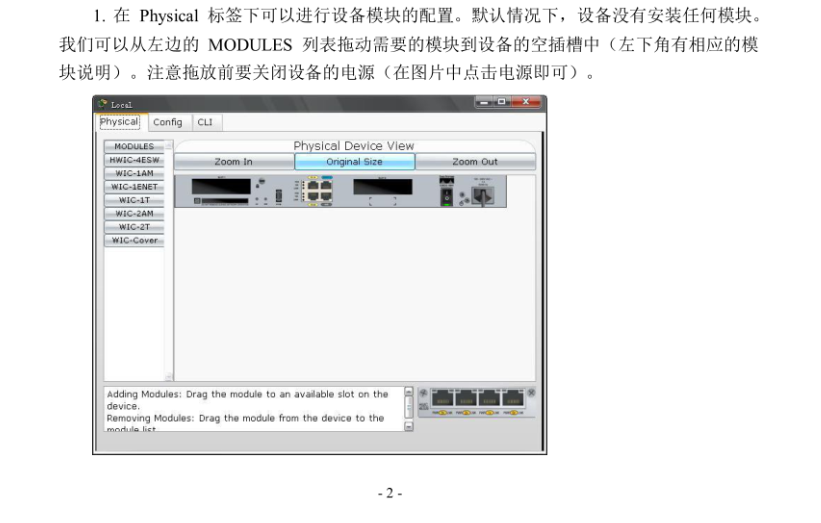 1. 在 Physical 标签下可以进行设备模块的配置。默认情况下，设备没有安装任何模块。
我们可以从左边的 MODULES 列表拖动需要的模块到设备的空插槽中（左下角有相应的模
块说明）。注意拖放前要关闭设备的电源（在图片中点击电源即可）。
Local
Physical Config CLI
MODULES
HWIC-4ESW
WIC-1AM
WIC-1ENET
WIC-1T
WIC-2AM
WIC-2T
WIC-Cover
Physical Device View
Zoom In Original Size Zoom Out
Adding Modules: Drag the module to an available slot on the
device.
Removing Modules: Drag the module from the device to the
module list
- 2 -